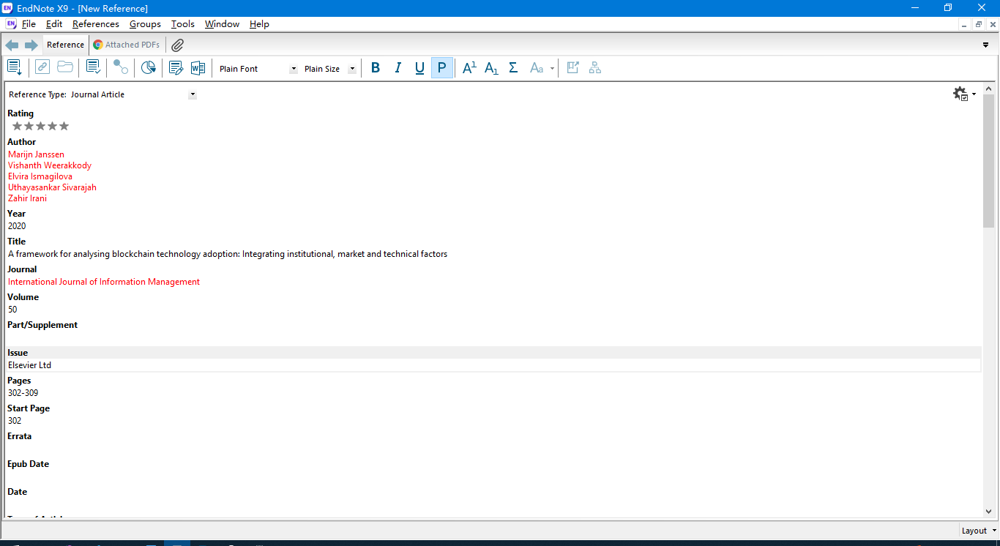 EN EndNote X9 - [New Reference]
EN File Edit References Groups Tools Window Help
Reference Attached PDFs
Plain Font Plain Size B I U P A1 A1 Σ Aa
Reference Type: Journal Article
Rating
Author
Marijn Janssen
Vishanth Weerakkody
Elvira Ismagilova
Uthayasankar Sivarajah
Zahir Irani
Year
2020
Title
A framework for analysing blockchain technology adoption: Integrating institutional, market and technical factors
Journal
International Journal of Information Management
Volume
50
Part/Supplement
Issue
Elsevier Ltd
Pages
302-309
Start Page
302
Errata
Epub Date
Date
Layout